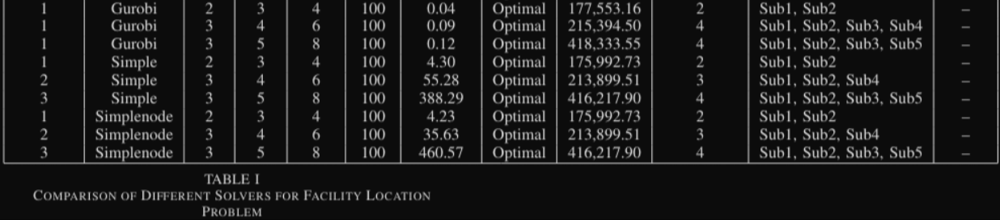 1 Gurobi 2 3 4 100 0.04 Optimal 177,553.16 2 Sub1, Sub2 –
1 Gurobi 3 4 6 100 0.09 Optimal 215,394.50 4 Sub1, Sub2, Sub3, Sub4 –
1 Gurobi 3 5 8 100 0.12 Optimal 418,333.55 4 Sub1, Sub2, Sub3, Sub5 –
1 Simple 2 3 4 100 4.30 Optimal 175,992.73 2 Sub1, Sub2 –
2 Simple 3 4 6 100 55.28 Optimal 213,899.51 3 Sub1, Sub2, Sub4 –
3 Simple 3 5 8 100 388.29 Optimal 416,217.90 4 Sub1, Sub2, Sub3, Sub5 –
1 Simplenode 2 3 4 100 4.23 Optimal 175,992.73 2 Sub1, Sub2 –
2 Simplenode 3 4 6 100 35.63 Optimal 213,899.51 3 Sub1, Sub2, Sub4 –
3 Simplenode 3 5 8 100 460.57 Optimal 416,217.90 4 Sub1, Sub2, Sub3, Sub5 –
TABLE I
COMPARISON OF DIFFERENT SOLVERS FOR FACILITY LOCATION
PROBLEM